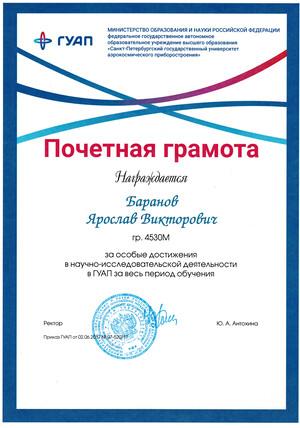 ГУАП
МИНИСТЕРСТВО ОБРАЗОВАНИЯ И НАУКИ РОССИЙСКОЙ ФЕДЕРАЦИИ
федеральное государственное автономное
образовательное учреждение высшего образования
«Санкт-Петербургский государственный университет
аэрокосмического приборостроения»
Почетная грамота
Награждается
Баранов
Ярослав Викторович
гр. 4530М
за особые достижения
в научно-исследовательской деятельности
в ГУАП за весь период обучения
Ректор
Ю. А. Антохина
Приказ ГУАП от 02.06.2017